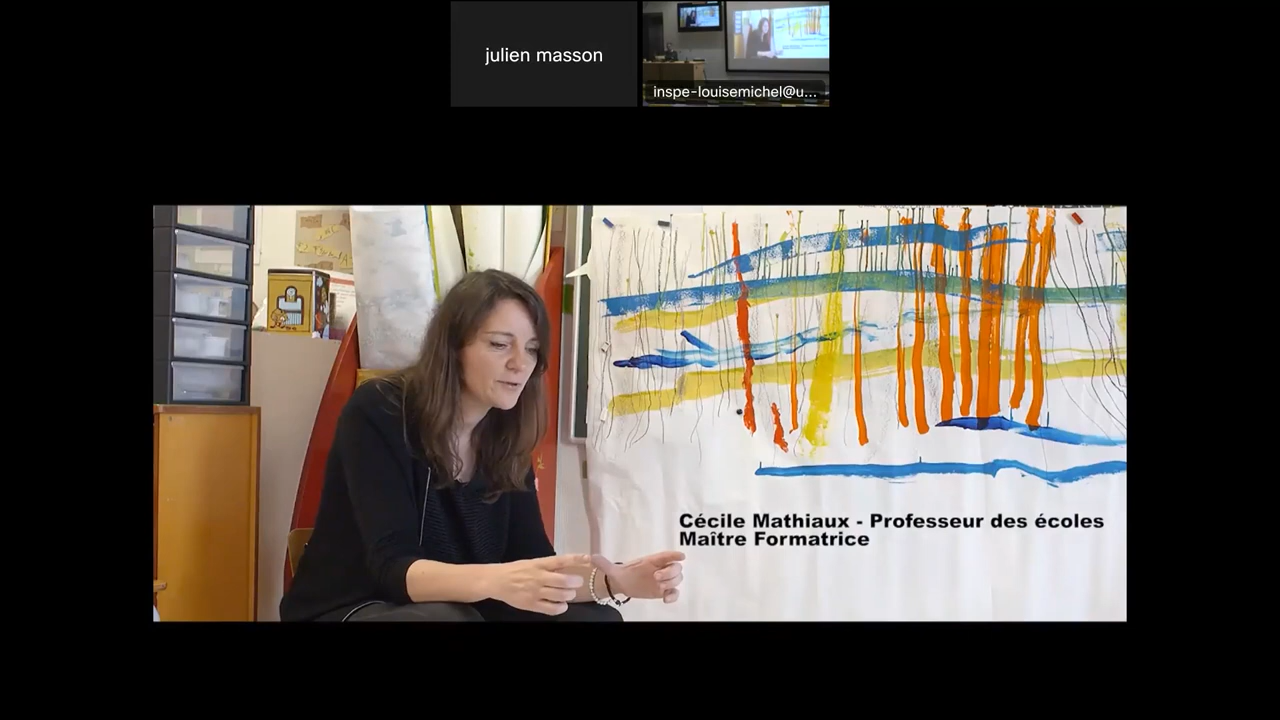 julien masson
inspe-louisemichel@u...
Cécile Mathiaux - Professeur des écoles
Maître Formatrice